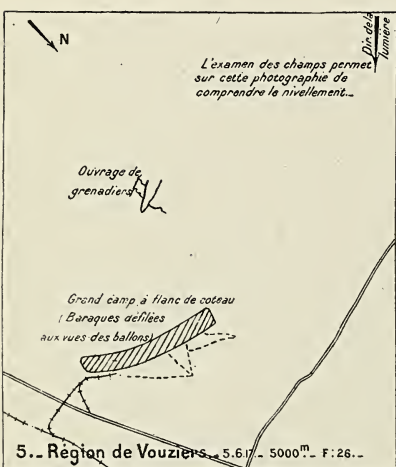 N
Dir. de la
lumière
L'examen des champs permet
sur cette photographie de
comprendre le nivellement._
Ouvrage de
grenadiers
Grand camp à flanc de coteau
(Baraques défilées
aux vues des ballons)
5._ Région de Vouziers._ 5.6.17._ 5000m._ F:26._